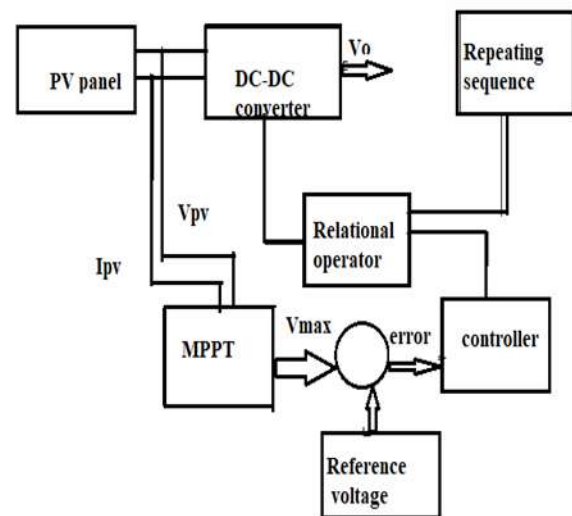 PV panel
DC-DC
converter
Vo
Repeating
sequence
Vpv
Ipv
Relational
operator
MPPT
Vmax
error
controller
Reference
voltage